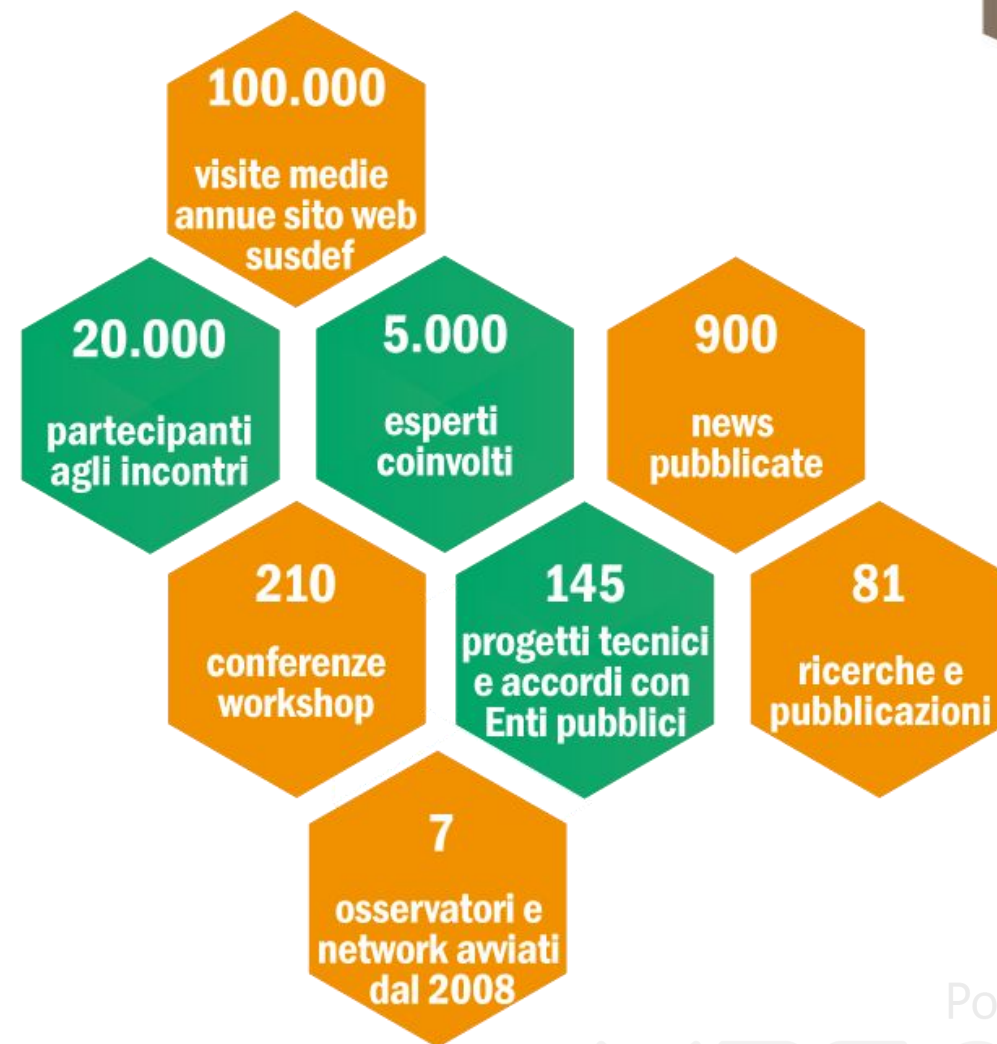 100.000
visite medie
annue sito web
susdef
20.000
partecipanti
agli incontri
5.000
esperti
coinvolti
900
news
pubblicate
210
conferenze
workshop
145
progetti tecnici
e accordi con
Enti pubblici
81
ricerche e
pubblicazioni
7
osservatori e
network avviati
dal 2008
Po